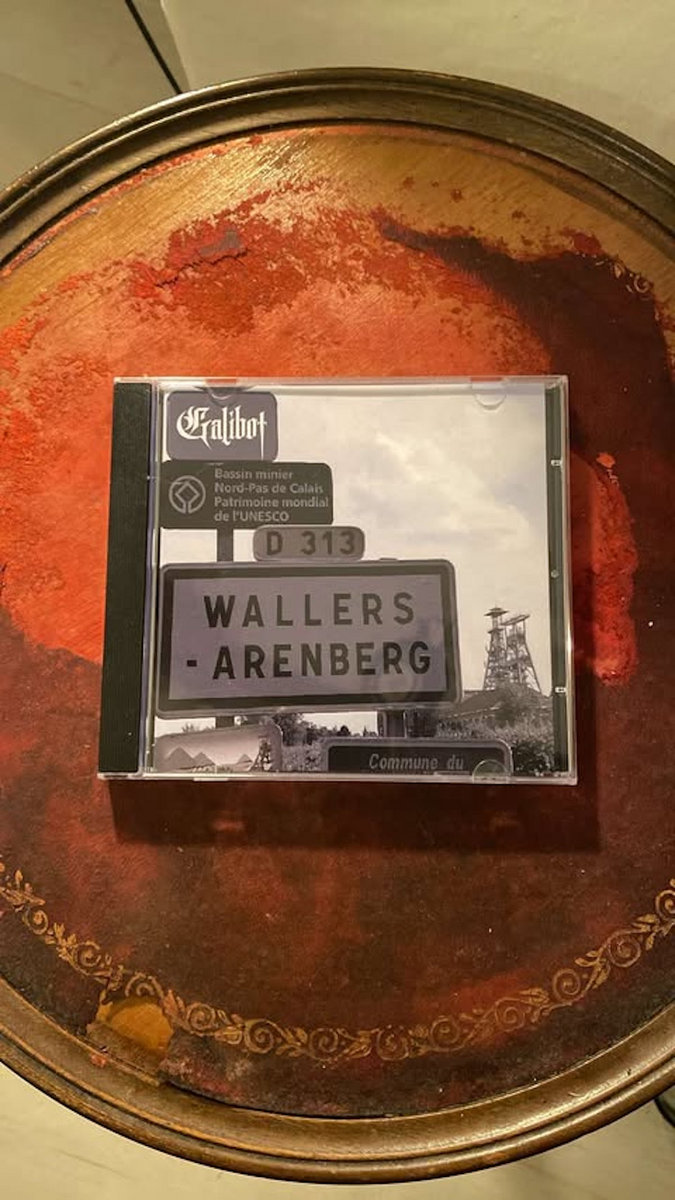 Galibot
Bassin minier
Nord-Pas de Calais
Patrimoine mondial
de l'UNESCO
D 313
WALLERS
- ARENBERG
Commune du